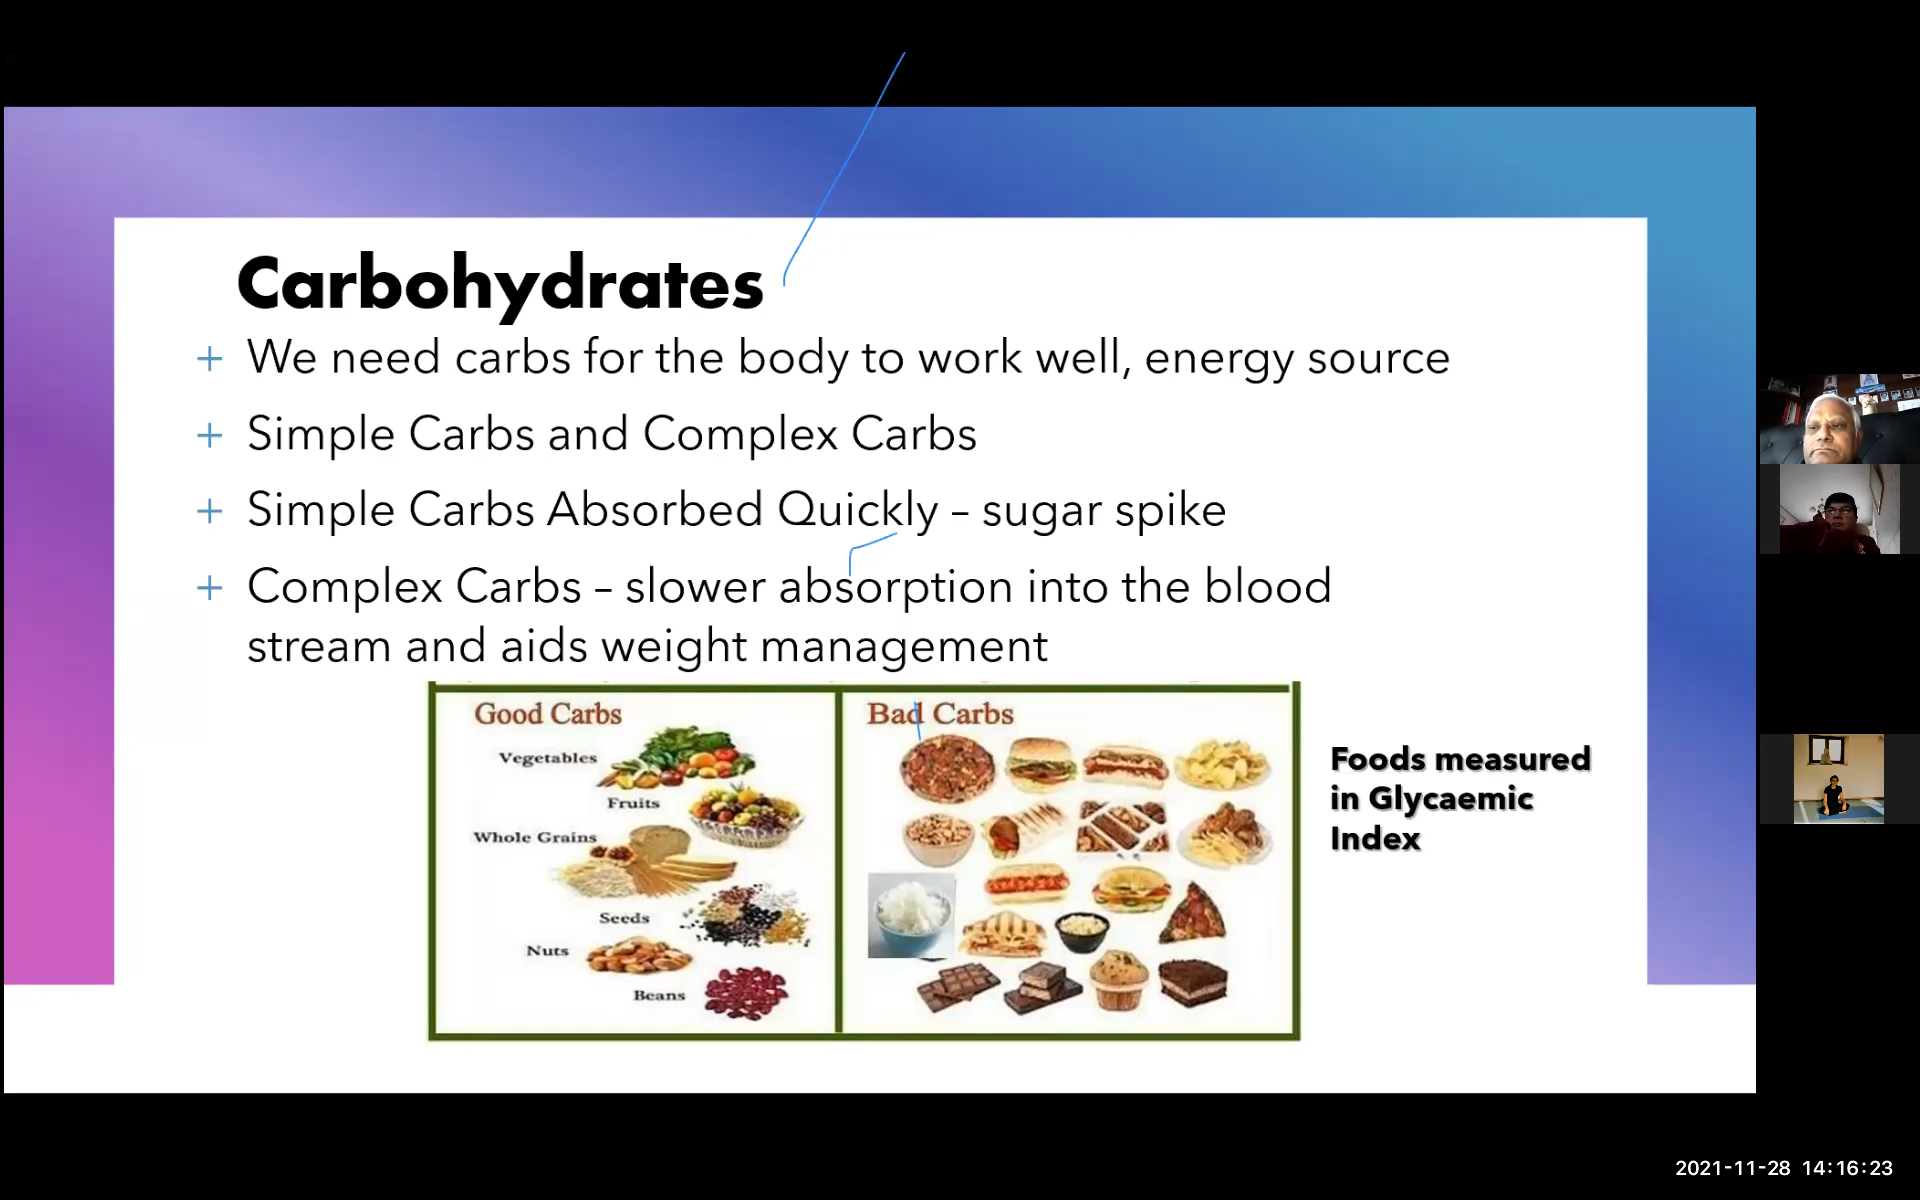 Carbohydrates
+ We need carbs for the body to work well, energy source
+ Simple Carbs and Complex Carbs
+ Simple Carbs Absorbed Quickly – sugar spike
+ Complex Carbs – slower absorption into the blood
stream and aids weight management
Good Carbs
Vegetables
Fruits
Whole Grains
Seeds
Nuts
Beans
Bad Carbs
Foods measured
in Glycaemic
Index
2021-11-28 14:16:23